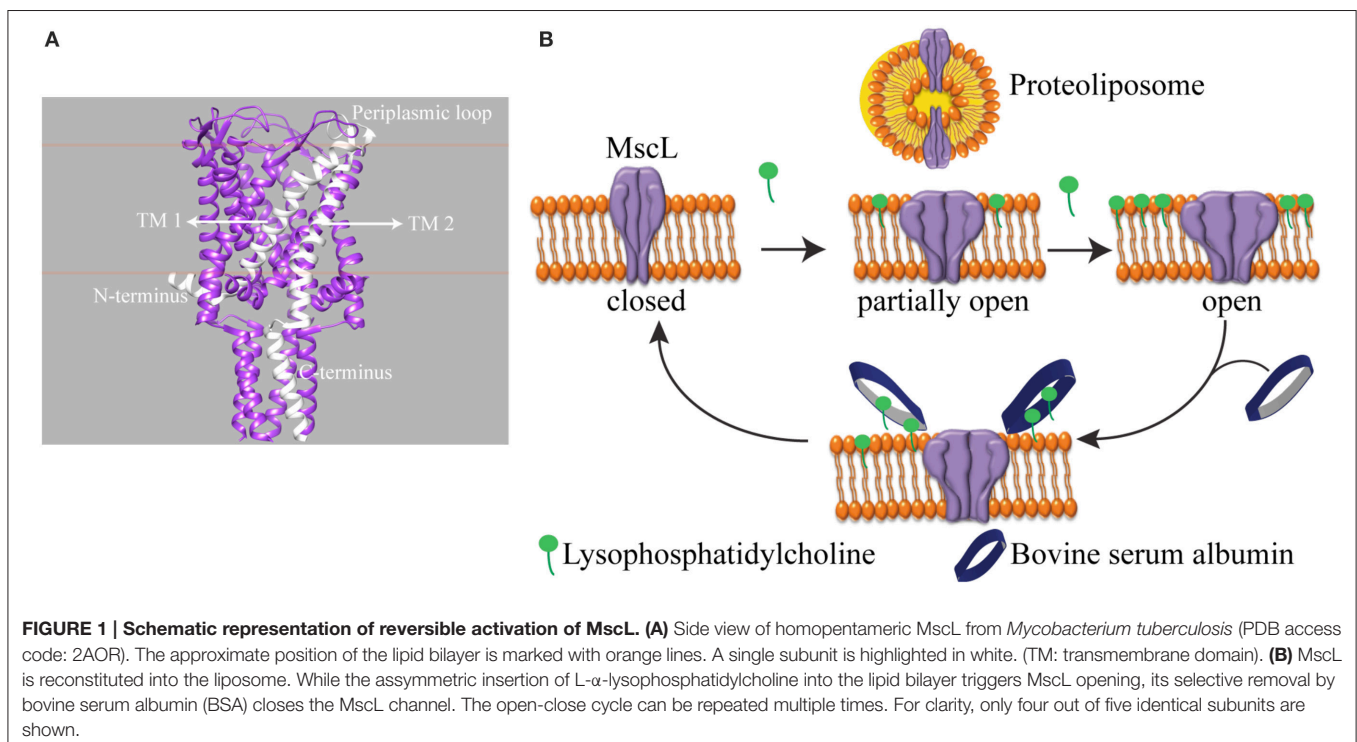 A
Periplasmic loop
TM 1
TM 2
N-terminus
C-terminus
B
Proteoliposome
MscL
closed
partially open
open
Lysophosphatidylcholine
Bovine serum albumin
FIGURE 1 | Schematic representation of reversible activation of MscL. (A) Side view of homopentameric MscL from Mycobacterium tuberculosis (PDB access
code: 2AOR). The approximate position of the lipid bilayer is marked with orange lines. A single subunit is highlighted in white. (TM: transmembrane domain). (B) MscL
is reconstituted into the liposome. While the assymmetric insertion of L-α-lysophosphatidylcholine into the lipid bilayer triggers MscL opening, its selective removal by
bovine serum albumin (BSA) closes the MscL channel. The open-close cycle can be repeated multiple times. For clarity, only four out of five identical subunits are
shown.